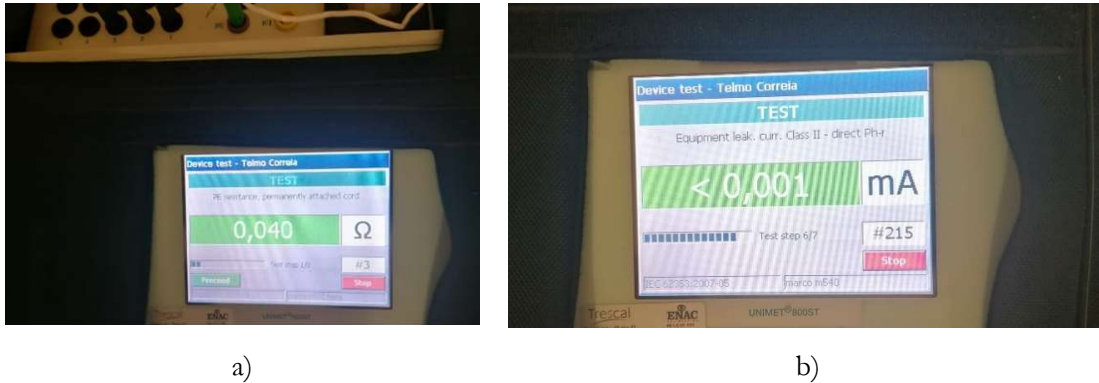 Device test - Telmo Correia
TEST
PE resistance, permanently attached cord
0,040 Ω
#3
Proceed
Stop
ENAC
Device test - Telmo Correia
TEST
Equipment leak. curr. Class II - direct Ph-r
< 0,001 mA
Test step 6/7
#215
Stop
IEC 62353:2007-05
marco m540
Trescal
ENAC
UNIMET®800ST
a)
b)